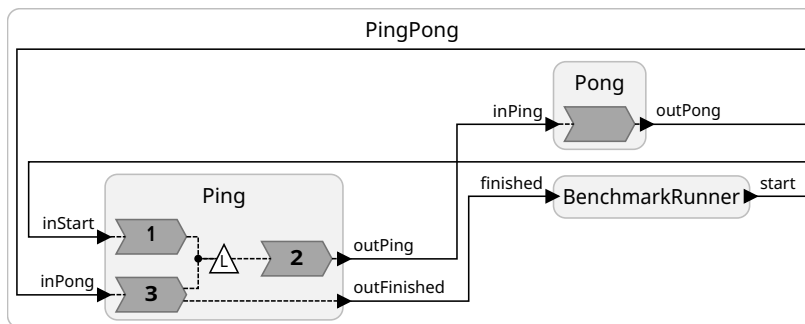 PingPong
Pong
inPing
outPong
finished
BenchmarkRunner
start
Ping
inStart
1
L
2
outPing
inPong
3
outFinished